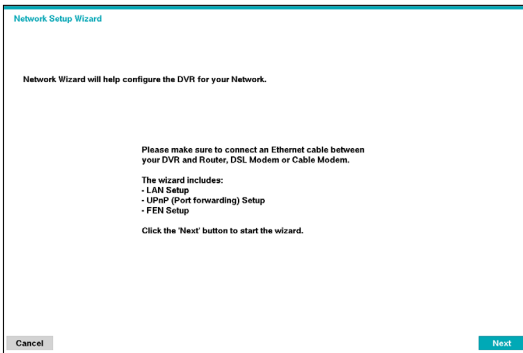 Network Setup Wizard
Network Wizard will help configure the DVR for your Network.
Please make sure to connect an Ethernet cable between
your DVR and Router, DSL Modem or Cable Modem.
The wizard includes:
- LAN Setup
- UPnP (Port forwarding) Setup
- FEN Setup
Click the 'Next' button to start the wizard.
Cancel
Next